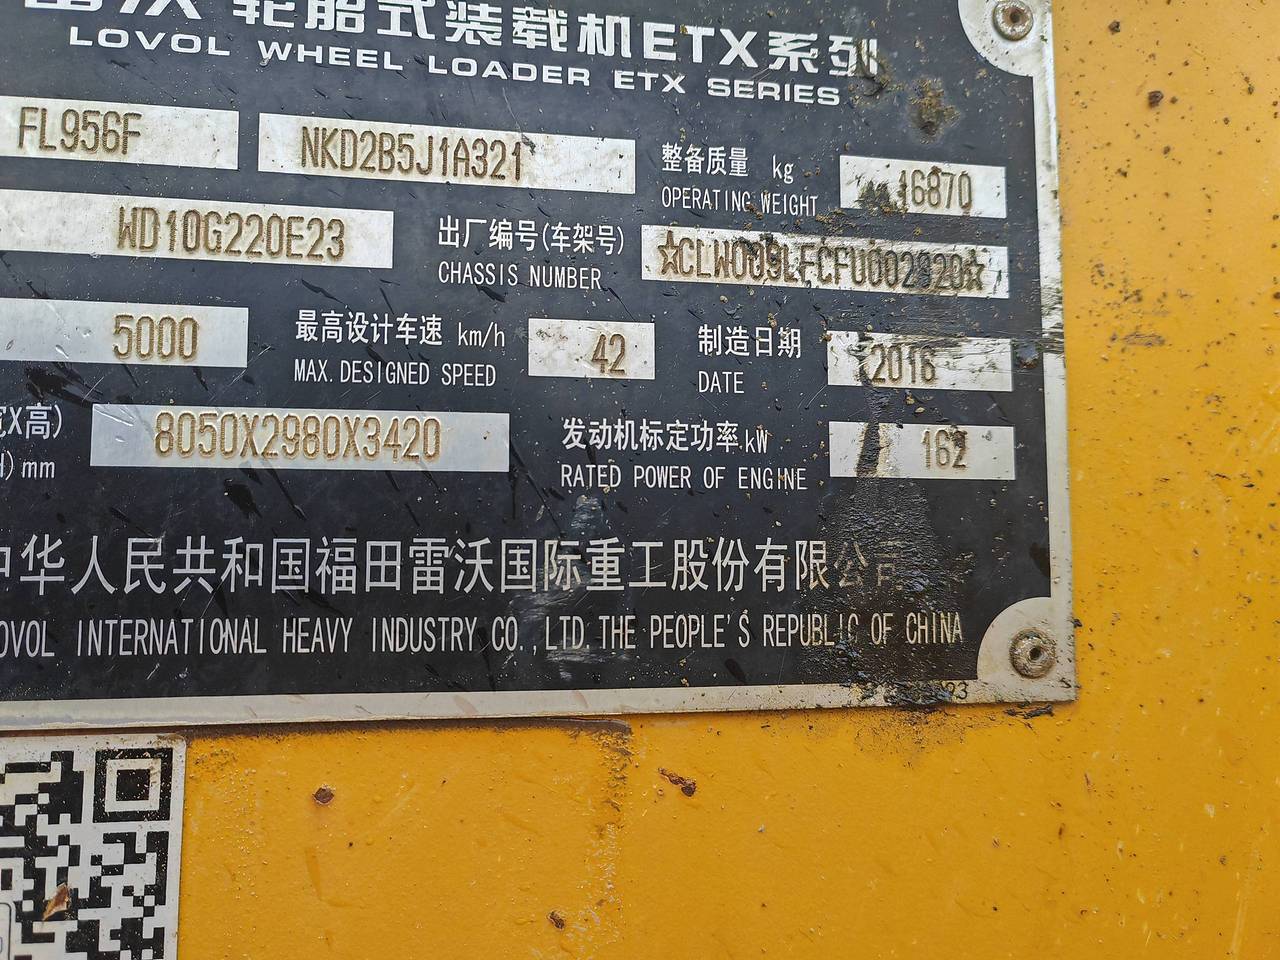 雷沃 轮胎式装载机ETX系列
LOVOL WHEEL LOADER ETX SERIES
FL956F NKD2B5J1A321 整备质量 kg 16870
OPERATING WEIGHT
WD10G220E23 出厂编号(车架号) ☆CLW009LFCFU002920☆
CHASSIS NUMBER
5000 最高设计车速 km/h 42 制造日期 2016
MAX. DESIGNED SPEED DATE
X高) 8050X2980X3420 发动机标定功率 kW 162
mm RATED POWER OF ENGINE
中华人民共和国福田雷沃国际重工股份有限公司
OVOL INTERNATIONAL HEAVY INDUSTRY CO.,LTD.THE PEOPLE'S REPUBLIC OF CHINA